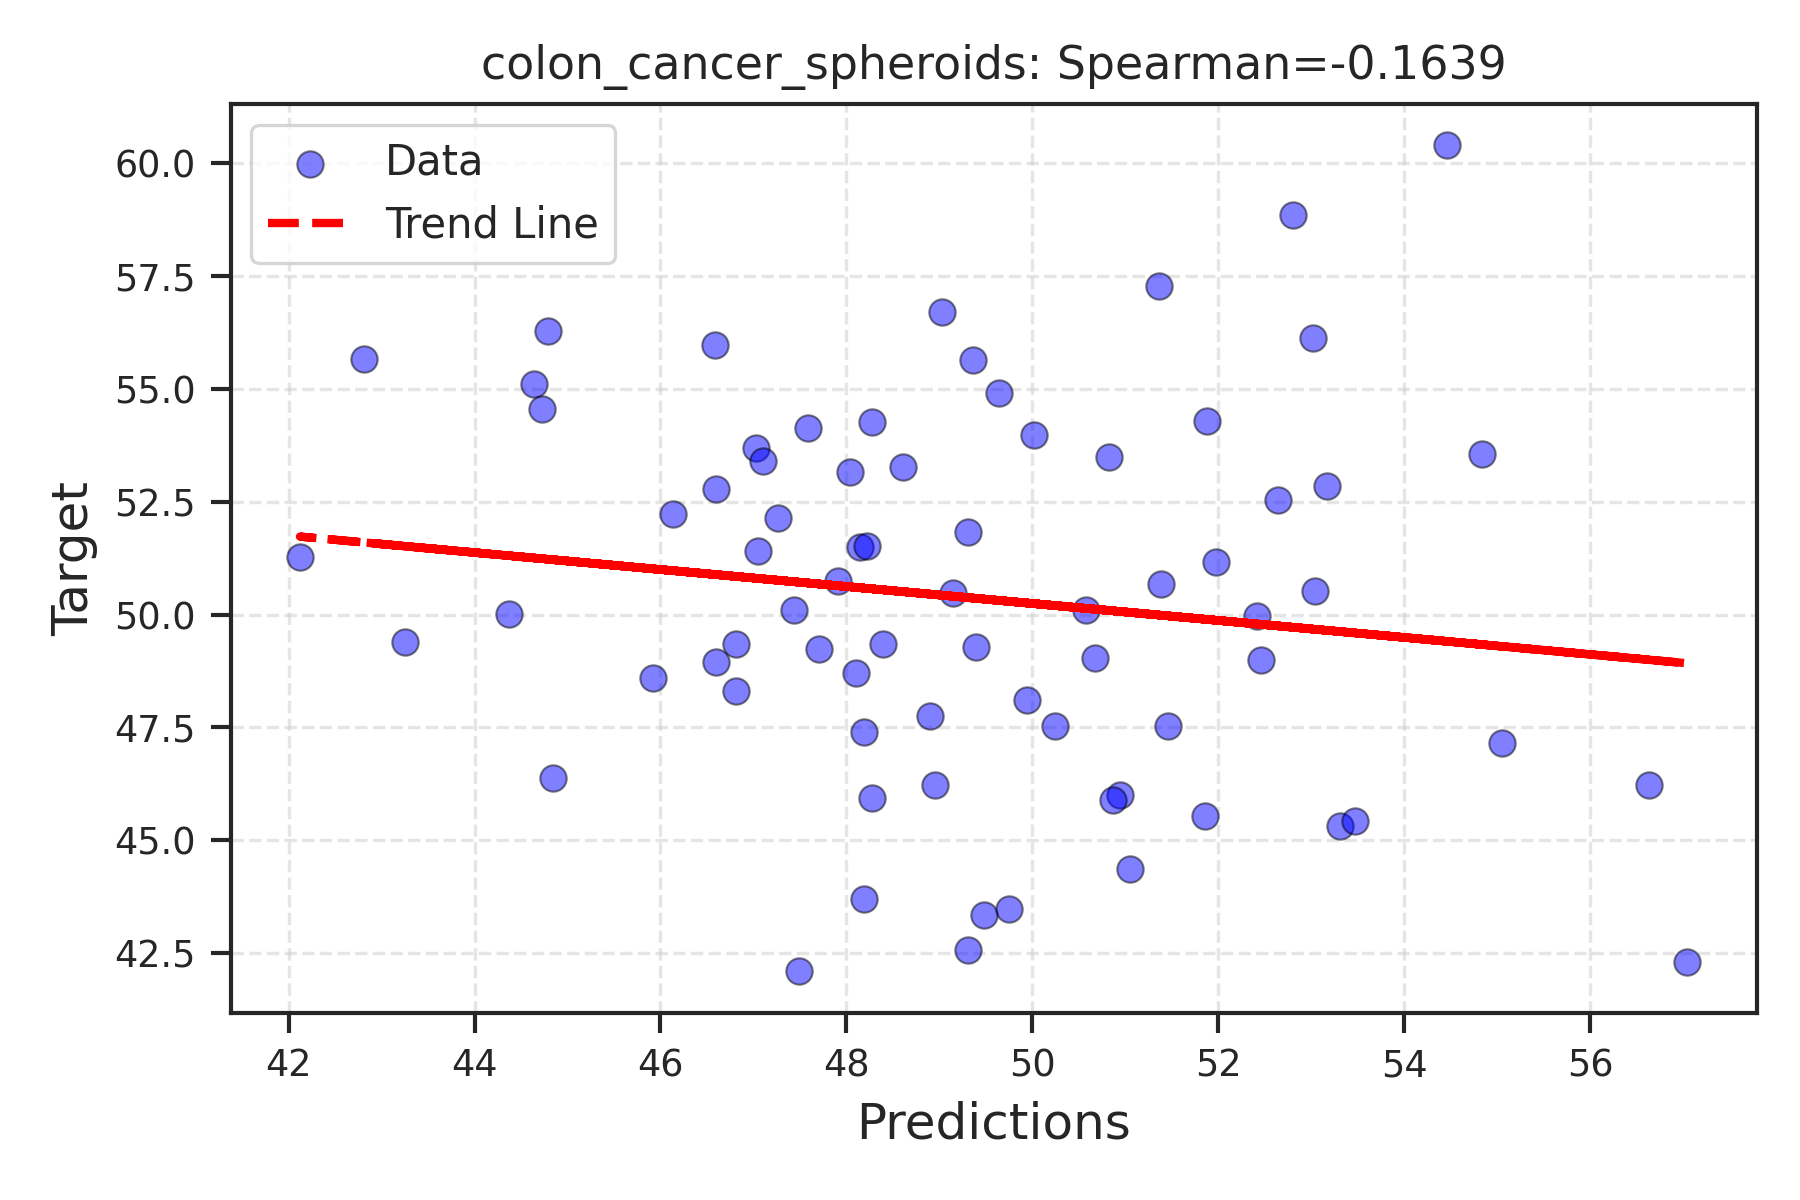 colon_cancer_spheroids: Spearman=-0.1639
Data
Trend Line
Target
60.0
57.5
55.0
52.5
50.0
47.5
45.0
42.5
42 44 46 48 50 52 54 56
Predictions